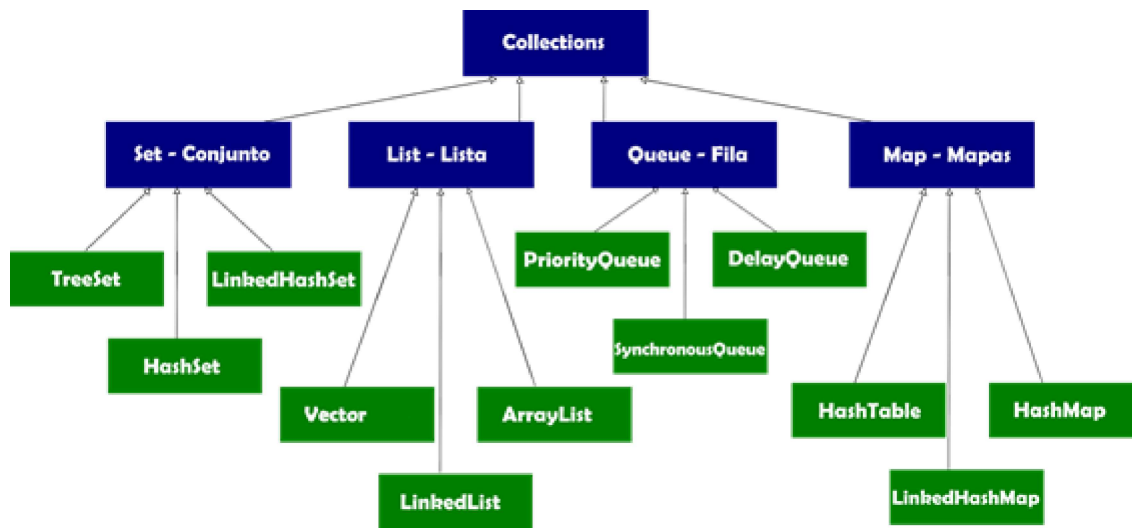 Collections
Set - Conjunto
List - Lista
Queue - Fila
Map - Mapas
TreeSet
LinkedHashSet
HashSet
Vector
ArrayList
LinkedList
PriorityQueue
DelayQueue
SynchronousQueue
HashTable
HashMap
LinkedHashMap